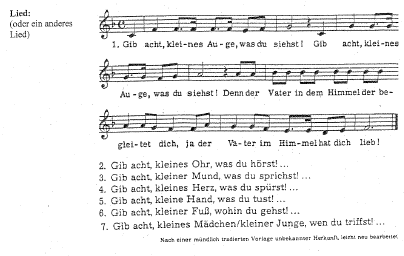 Lied:
(oder ein anderes
Lied)
1. Gib acht, klei-nes Au-ge, was du siehst! Gib acht, klei-nes
Au-ge, was du siehst! Denn der Vater in dem Himmel der be-
glei-tet dich, ja der Va-ter im Him-mel hat dich lieb!
2. Gib acht, kleines Ohr, was du hörst! ...
3. Gib acht, kleiner Mund, was du sprichst! ...
4. Gib acht, kleines Herz, was du spürst! ...
5. Gib acht, kleine Hand, was du tust! ...
6. Gib acht, kleiner Fuß, wohin du gehst! ...
7. Gib acht, kleines Mädchen/kleiner Junge, wen du triffst! ...
Nach einer mündlich tradierten Vorlage unbekannter Herkunft, leicht neu bearbeitet